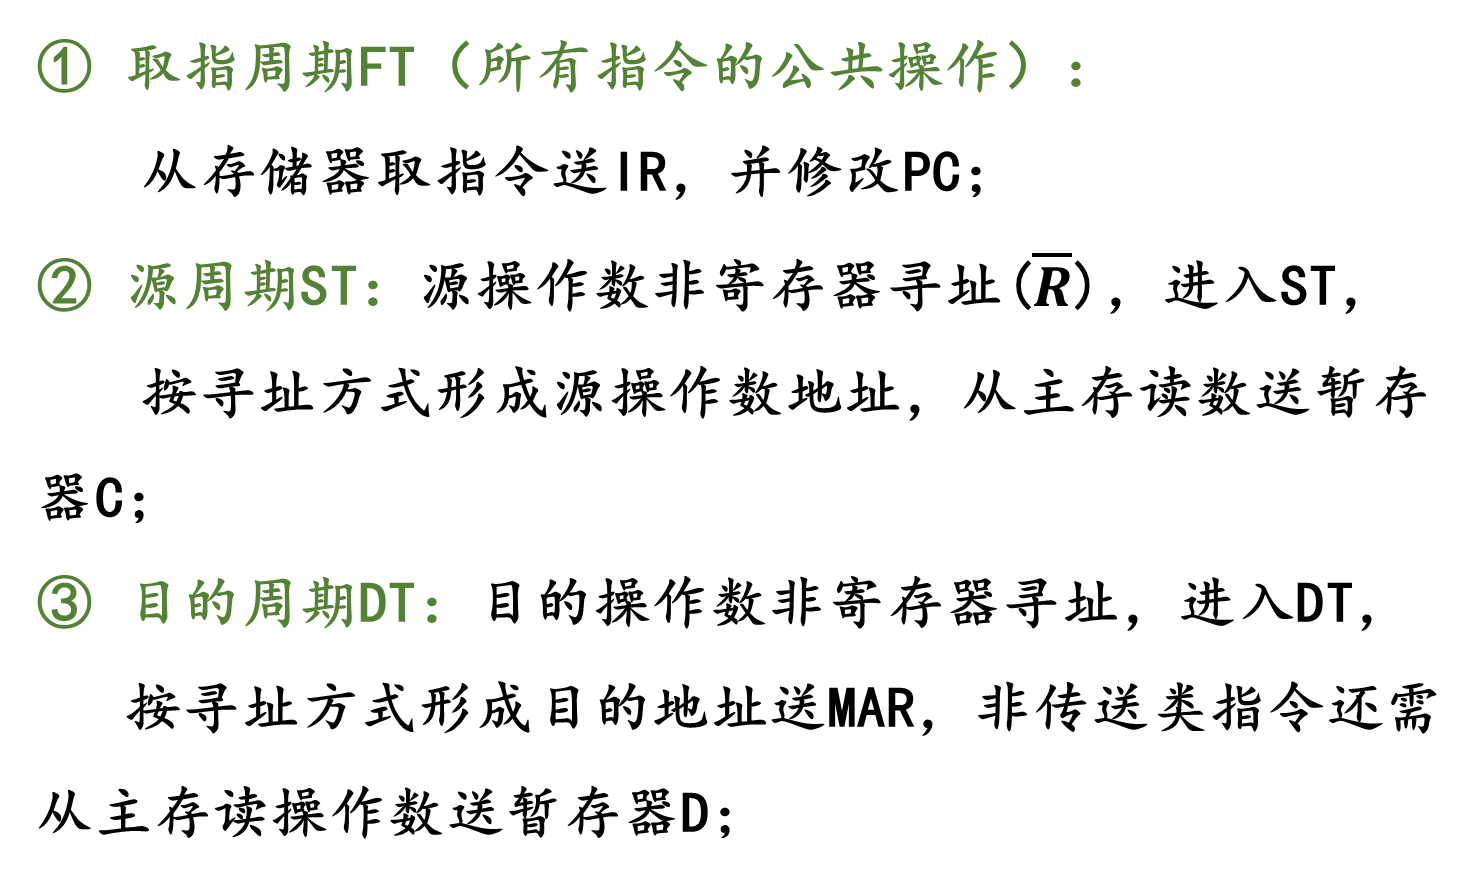 ① 取指周期FT（所有指令的公共操作）:
从存储器取指令送IR，并修改PC;
② 源周期ST: 源操作数非寄存器寻址($\overline{R}$)，进入ST,
按寻址方式形成源操作数地址，从主存读数送暂存
器C;
③ 目的周期DT: 目的操作数非寄存器寻址，进入DT,
按寻址方式形成目的地址送MAR，非传送类指令还需
从主存读操作数送暂存器D;